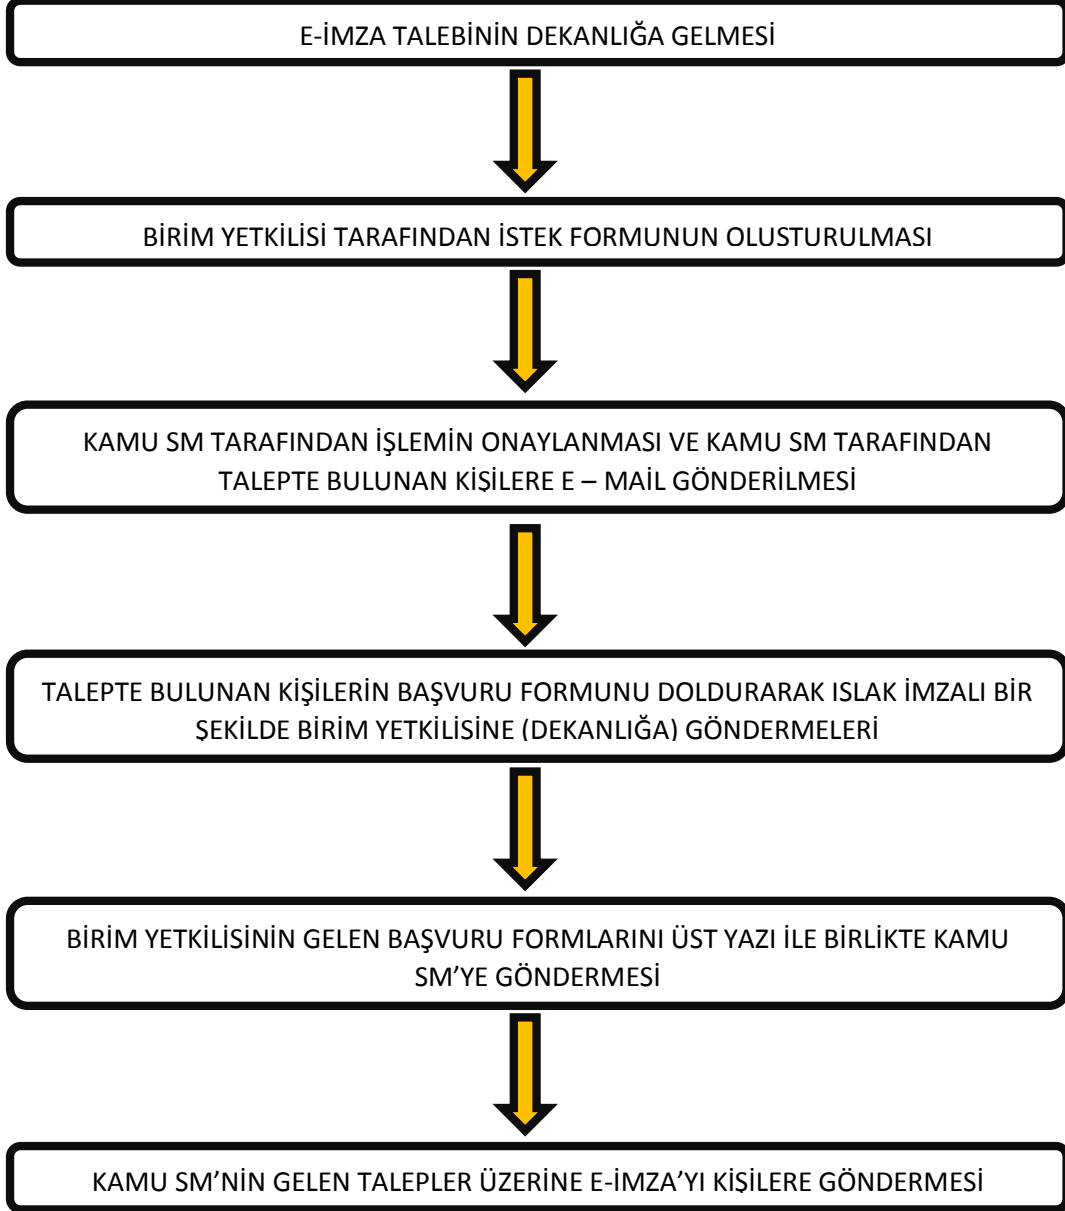 E-İMZA TALEBİNİN DEKANLIĞA GELMESİ
BİRİM YETKİLİSİ TARAFINDAN İSTEK FORMUNUN OLUSTURULMASI
KAMU SM TARAFINDAN İŞLEMİN ONAYLANMASI VE KAMU SM TARAFINDAN
TALEPTE BULUNAN KİŞİLERE E – MAİL GÖNDERİLMESİ
TALEPTE BULUNAN KİŞİLERİN BAŞVURU FORMUNU DOLDURARAK ISLAK İMZALI BİR
ŞEKİLDE BİRİM YETKİLİSİNE (DEKANLIĞA) GÖNDERMELERİ
BİRİM YETKİLİSİNİN GELEN BAŞVURU FORMLARINI ÜST YAZI İLE BİRLİKTE KAMU
SM’YE GÖNDERMESİ
KAMU SM’NİN GELEN TALEPLER ÜZERİNE E-İMZA’YI KİŞİLERE GÖNDERMESİ